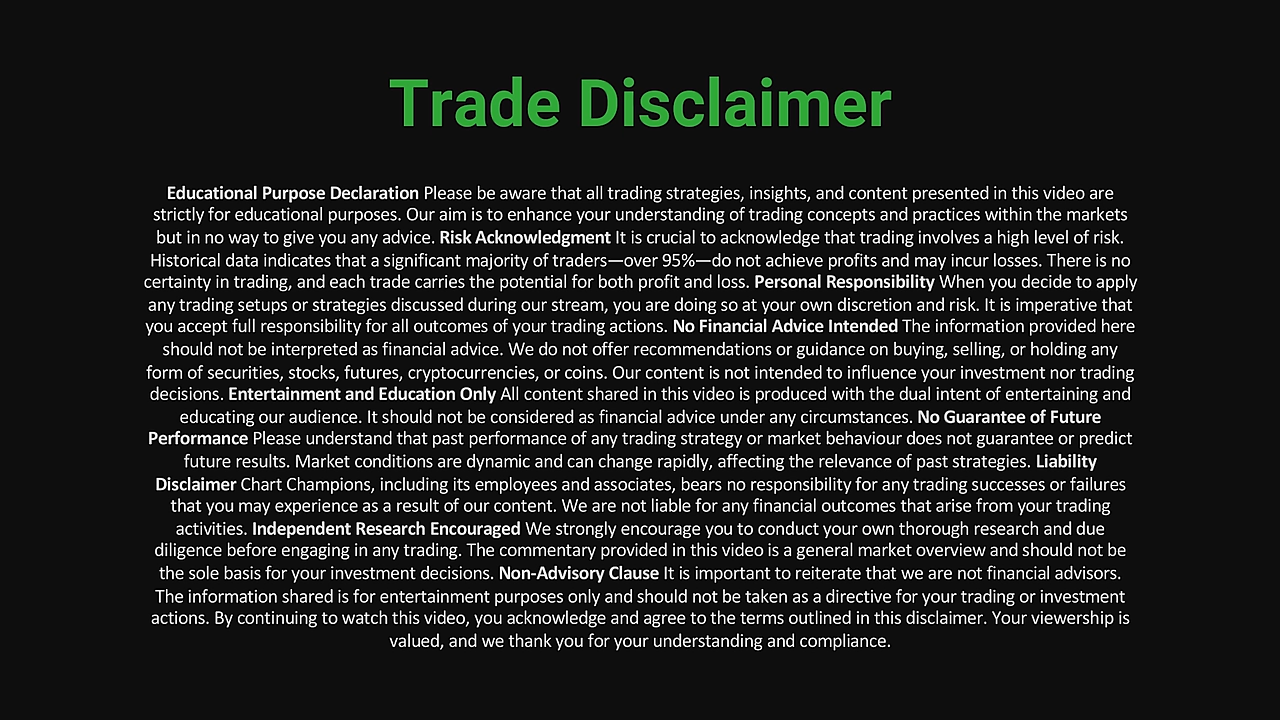 Trade Disclaimer
Educational Purpose Declaration Please be aware that all trading strategies, insights, and content presented in this video are
strictly for educational purposes. Our aim is to enhance your understanding of trading concepts and practices within the markets
but in no way to give you any advice. Risk Acknowledgment It is crucial to acknowledge that trading involves a high level of risk.
Historical data indicates that a significant majority of traders—over 95%—do not achieve profits and may incur losses. There is no
certainty in trading, and each trade carries the potential for both profit and loss. Personal Responsibility When you decide to apply
any trading setups or strategies discussed during our stream, you are doing so at your own discretion and risk. It is imperative that
you accept full responsibility for all outcomes of your trading actions. No Financial Advice Intended The information provided here
should not be interpreted as financial advice. We do not offer recommendations or guidance on buying, selling, or holding any
form of securities, stocks, futures, cryptocurrencies, or coins. Our content is not intended to influence your investment nor trading
decisions. Entertainment and Education Only All content shared in this video is produced with the dual intent of entertaining and
educating our audience. It should not be considered as financial advice under any circumstances. No Guarantee of Future
Performance Please understand that past performance of any trading strategy or market behaviour does not guarantee or predict
future results. Market conditions are dynamic and can change rapidly, affecting the relevance of past strategies. Liability
Disclaimer Chart Champions, including its employees and associates, bears no responsibility for any trading successes or failures
that you may experience as a result of our content. We are not liable for any financial outcomes that arise from your trading
activities. Independent Research Encouraged We strongly encourage you to conduct your own thorough research and due
diligence before engaging in any trading. The commentary provided in this video is a general market overview and should not be
the sole basis for your investment decisions. Non-Advisory Clause It is important to reiterate that we are not financial advisors.
The information shared is for entertainment purposes only and should not be taken as a directive for your trading or investment
actions. By continuing to watch this video, you acknowledge and agree to the terms outlined in this disclaimer. Your viewership is
valued, and we thank you for your understanding and compliance.